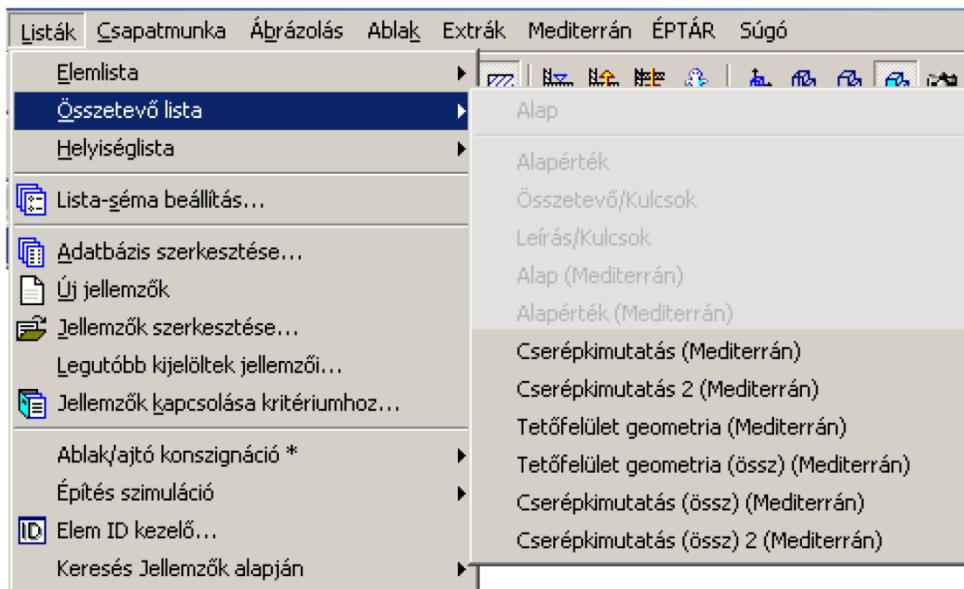 Listák Csapatmunka Ábrázolás Ablak Extrák Mediterrán ÉPTÁR Súgó
Elemlista
Összetevő lista
Helyiséglista
Lista-séma beállítás...
Adatbázis szerkesztése...
Új jellemzők
Jellemzők szerkesztése...
Legutóbb kijelöltek jellemzői...
Jellemzők kapcsolása kritériumhoz...
Ablak/ajtó konszignáció *
Építés szimuláció
ID Elem ID kezelő...
Keresés Jellemzők alapján
Alap
Alapérték
Összetevő/Kulcsok
Leírás/Kulcsok
Alap (Mediterrán)
Alapérték (Mediterrán)
Cserépkimutatás (Mediterrán)
Cserépkimutatás 2 (Mediterrán)
Tetőfelület geometria (Mediterrán)
Tetőfelület geometria (össz) (Mediterrán)
Cserépkimutatás (össz) (Mediterrán)
Cserépkimutatás (össz) 2 (Mediterrán)